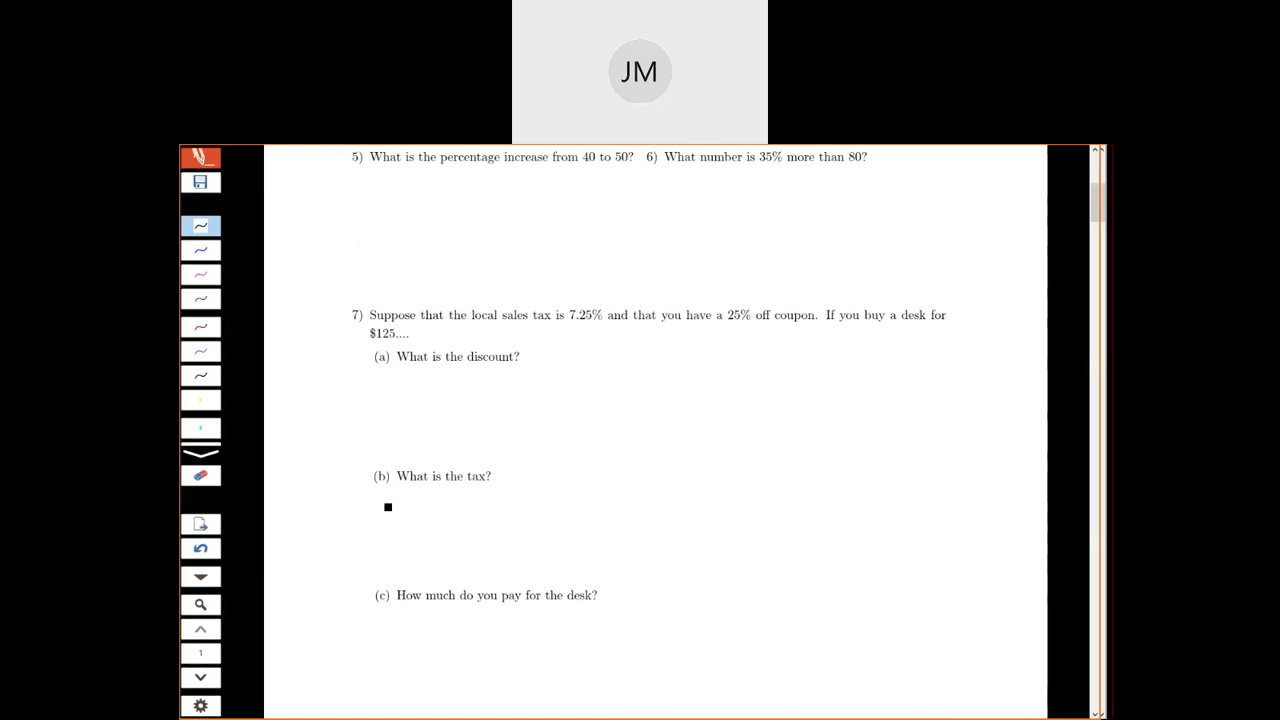 JM
5) What is the percentage increase from 40 to 50? 6) What number is 35% more than 80?
7) Suppose that the local sales tax is 7.25% and that you have a 25% off coupon. If you buy a desk for
$125....
(a) What is the discount?
(b) What is the tax?
(c) How much do you pay for the desk?
1